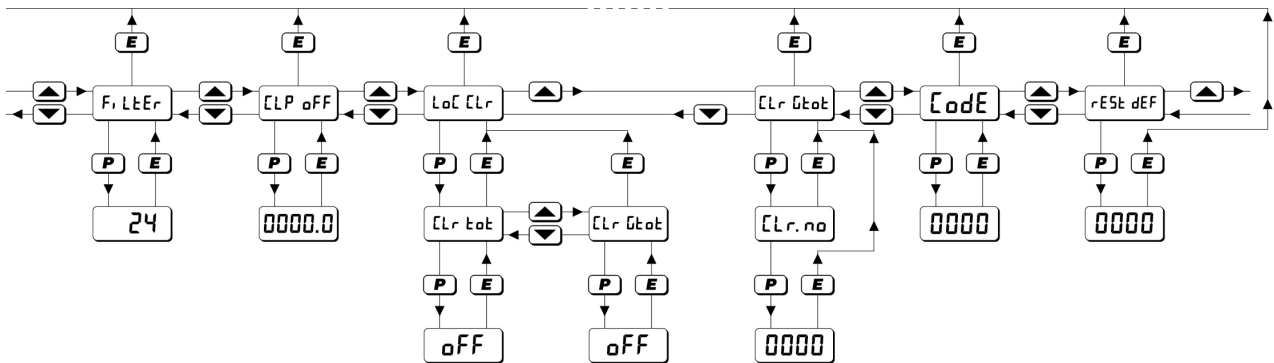 E E E E E E
FiLtEr CLP oFF LoC CLr CLr Gtot CodE rESt dEF
P E P E P E E P E P E P E
24 0000.0 CLr tot CLr Gtot CLr.no 0000 0000
P E P E P E
oFF oFF 0000